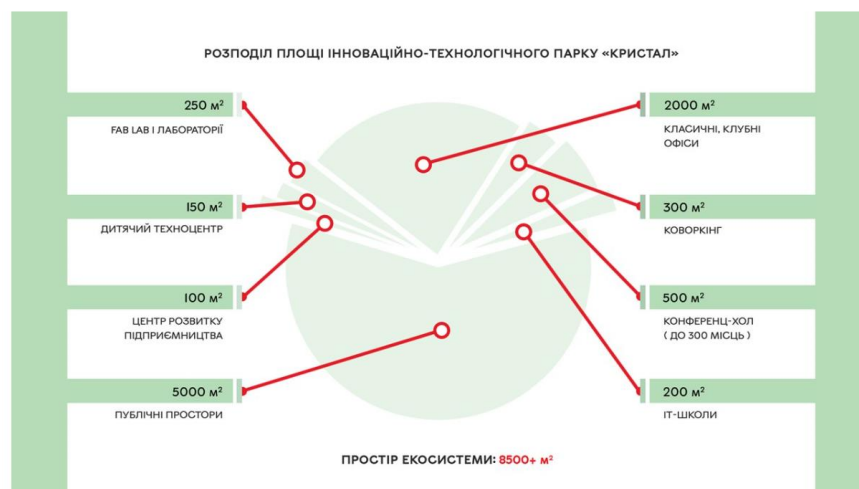 РОЗПОДІЛ ПЛОЩІ ІННОВАЦІЙНО-ТЕХНОЛОГІЧНОГО ПАРКУ «КРИСТАЛ»
250 м²
FAB LAB І ЛАБОРАТОРІЇ
150 м²
ДИТЯЧИЙ ТЕХНОЦЕНТР
100 м²
ЦЕНТР РОЗВИТКУ
ПІДПРИЄМНИЦТВА
5000 м²
ПУБЛІЧНІ ПРОСТОРИ
2000 м²
КЛАСИЧНІ, КЛУБНІ
ОФІСИ
300 м²
КОВОРКІНГ
500 м²
КОНФЕРЕНЦ-ХОЛ
( ДО 300 МІСЦЬ )
200 м²
ІТ-ШКОЛИ
ПРОСТІР ЕКОСИСТЕМИ: 8500+ м²